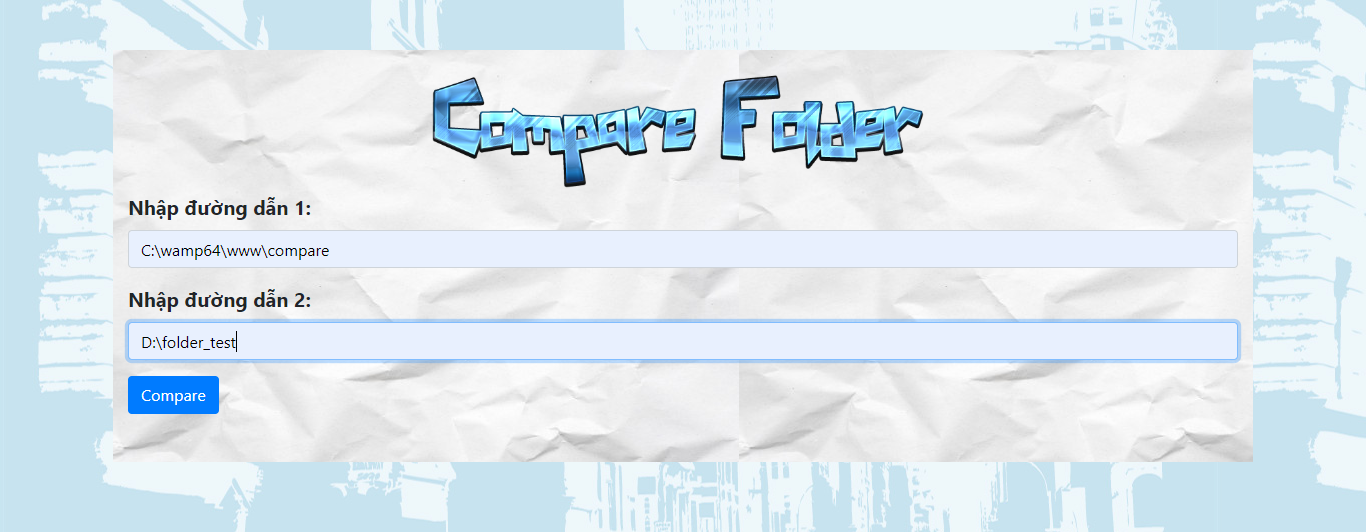 Compare Folder
Nhập đường dẫn 1:
C:\wamp64\www\compare
Nhập đường dẫn 2:
D:\folder_test
Compare